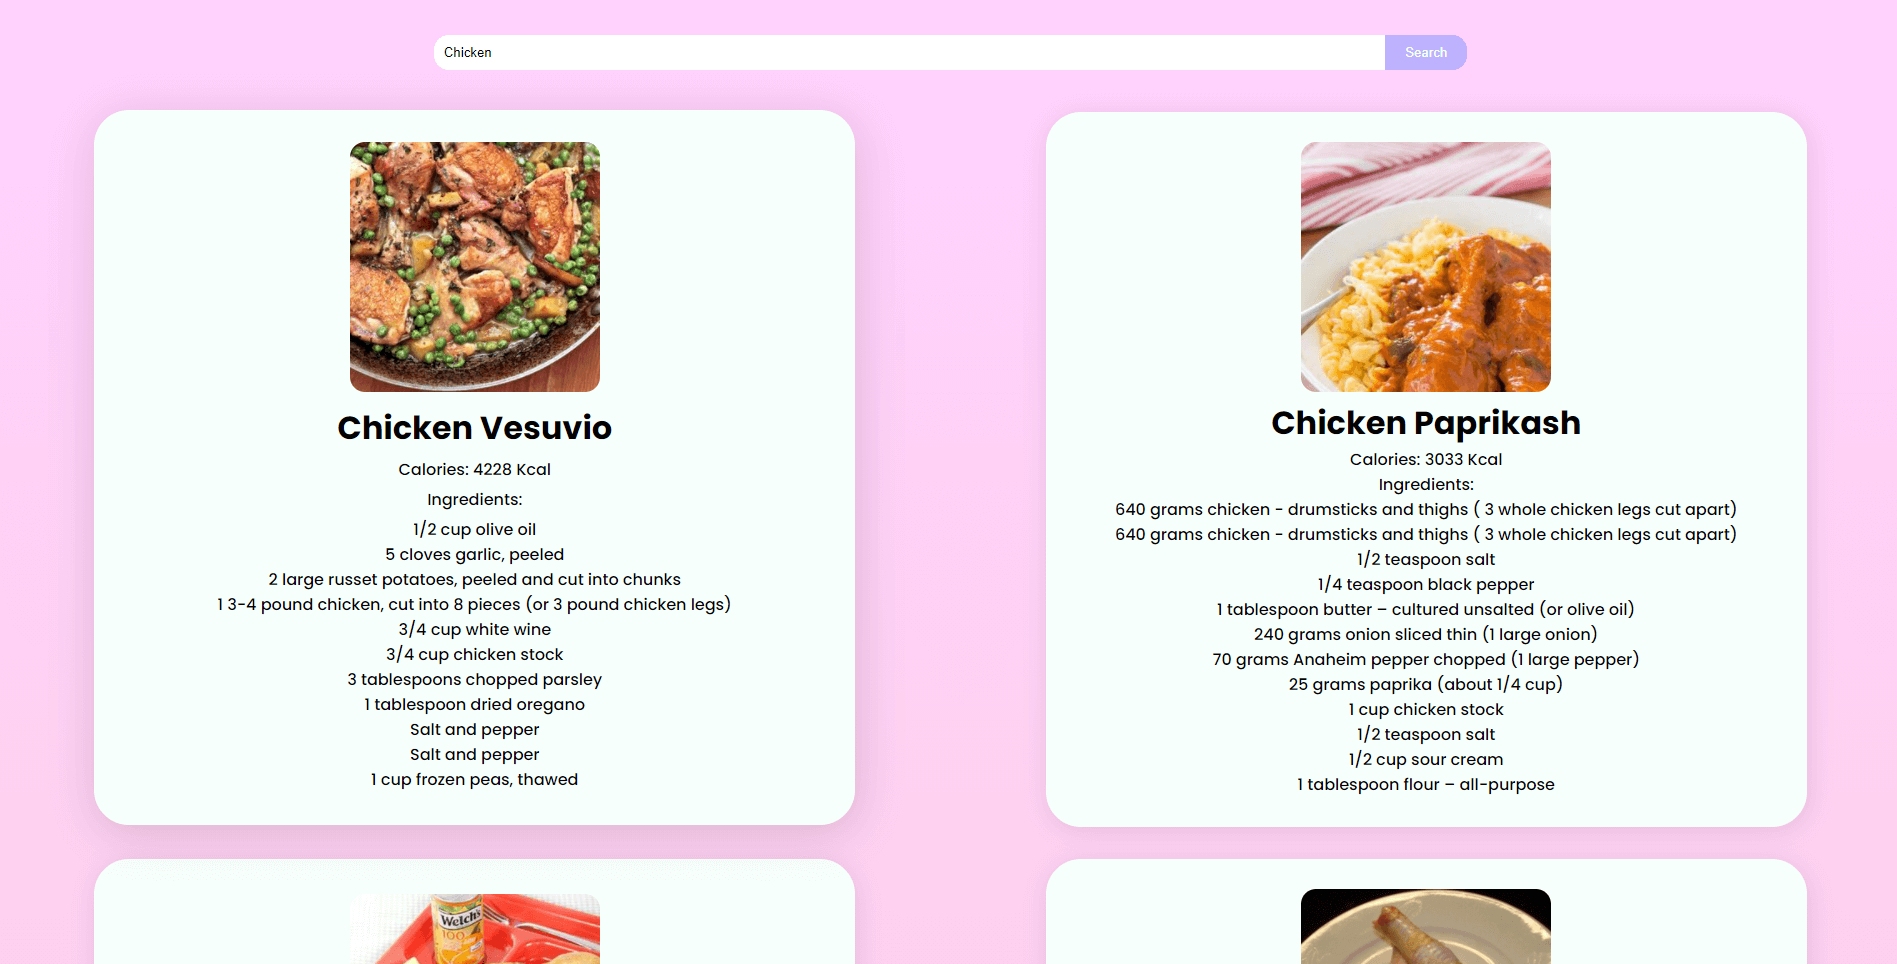 Chicken
Search
Chicken Vesuvio
Calories: 4228 Kcal
Ingredients:
1/2 cup olive oil
5 cloves garlic, peeled
2 large russet potatoes, peeled and cut into chunks
1 3-4 pound chicken, cut into 8 pieces (or 3 pound chicken legs)
3/4 cup white wine
3/4 cup chicken stock
3 tablespoons chopped parsley
1 tablespoon dried oregano
Salt and pepper
Salt and pepper
1 cup frozen peas, thawed
Chicken Paprikash
Calories: 3033 Kcal
Ingredients:
640 grams chicken - drumsticks and thighs ( 3 whole chicken legs cut apart)
640 grams chicken - drumsticks and thighs ( 3 whole chicken legs cut apart)
1/2 teaspoon salt
1/4 teaspoon black pepper
1 tablespoon butter – cultured unsalted (or olive oil)
240 grams onion sliced thin (1 large onion)
70 grams Anaheim pepper chopped (1 large pepper)
25 grams paprika (about 1/4 cup)
1 cup chicken stock
1/2 teaspoon salt
1/2 cup sour cream
1 tablespoon flour – all-purpose
Welch's
100